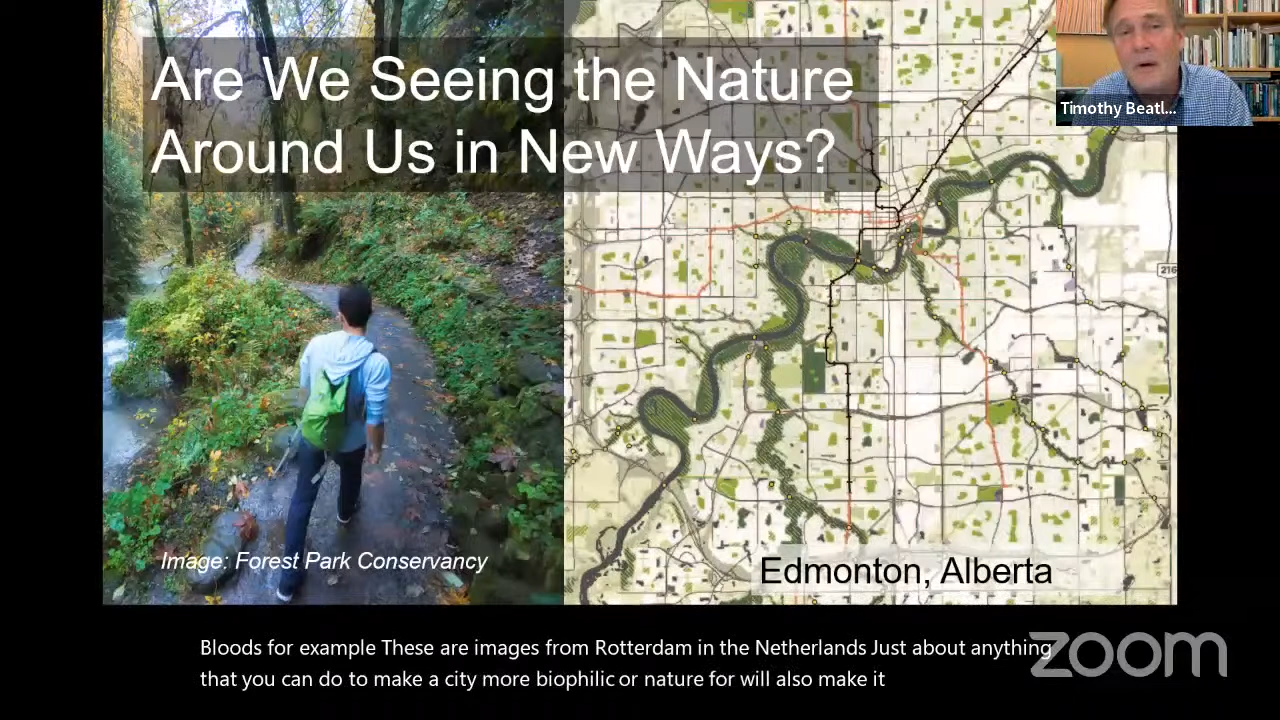 Are We Seeing the Nature
Around Us in New Ways?
Timothy Beatl...
216
Image: Forest Park Conservancy
Edmonton, Alberta
Bloods for example These are images from Rotterdam in the Netherlands Just about anything
that you can do to make a city more biophilic or nature for will also make it
zoom